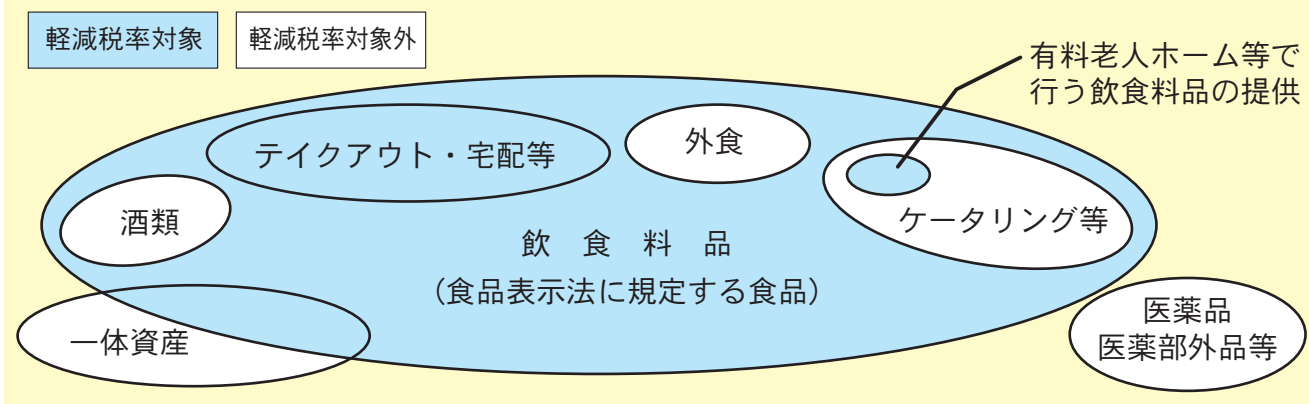 軽減税率対象
軽減税率対象外
有料老人ホーム等で
行う飲食料品の提供
テイクアウト・宅配等
外食
酒類
ケータリング等
飲食料品
（食品表示法に規定する食品）
一体資産
医薬品
医薬部外品等